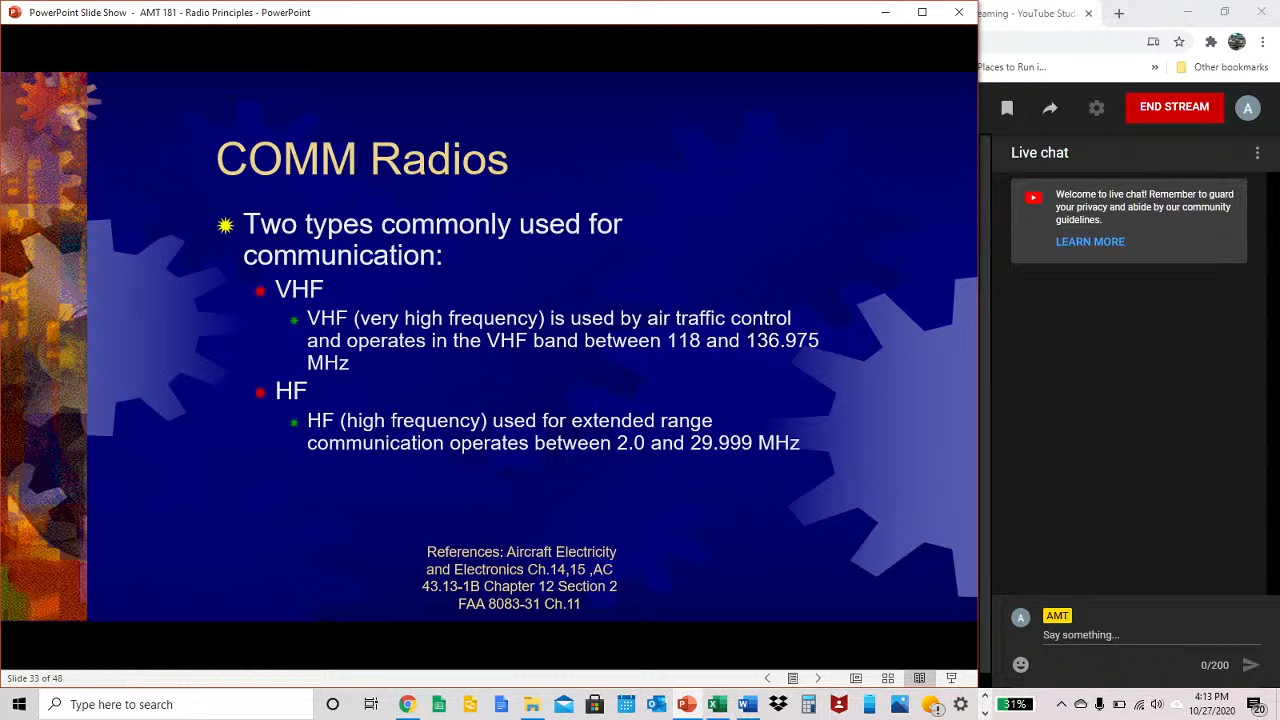 PowerPoint Slide Show - AMT 181 - Radio Principles - PowerPoint
earning - YouTube Stud
Places to Run i...
»
Other bookmarks
END STREAM
A
COMM Radios
Two types commonly used for
communication:
VHF
VHF (very high frequency) is used by air traffic control
and operates in the VHF band between 118 and 136.975
MHz
HF
HF (high frequency) used for extended range
communication operates between 2.0 and 29.999 MHz
References: Aircraft Electricity
and Electronics Ch.14,15 ,AC
43.13-1B Chapter 12 Section 2
FAA 8083-31 Ch.11
Live chat
Welcome to live chat! Remember to guard
your privacy and abide by our community
guidelines.
LEARN MORE
A
AMT
Say something...
0/200
Slide 33 of 48
Type here to search
31%
4:13 PM
10/27/2020
20